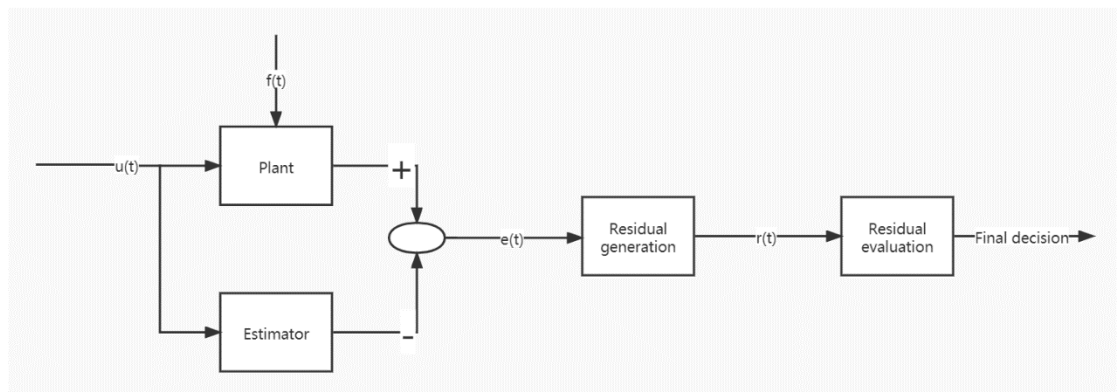 f(t)
u(t)
Plant
+
e(t)
Residual
generation
r(t)
Residual
evaluation
Final decision
Estimator
-